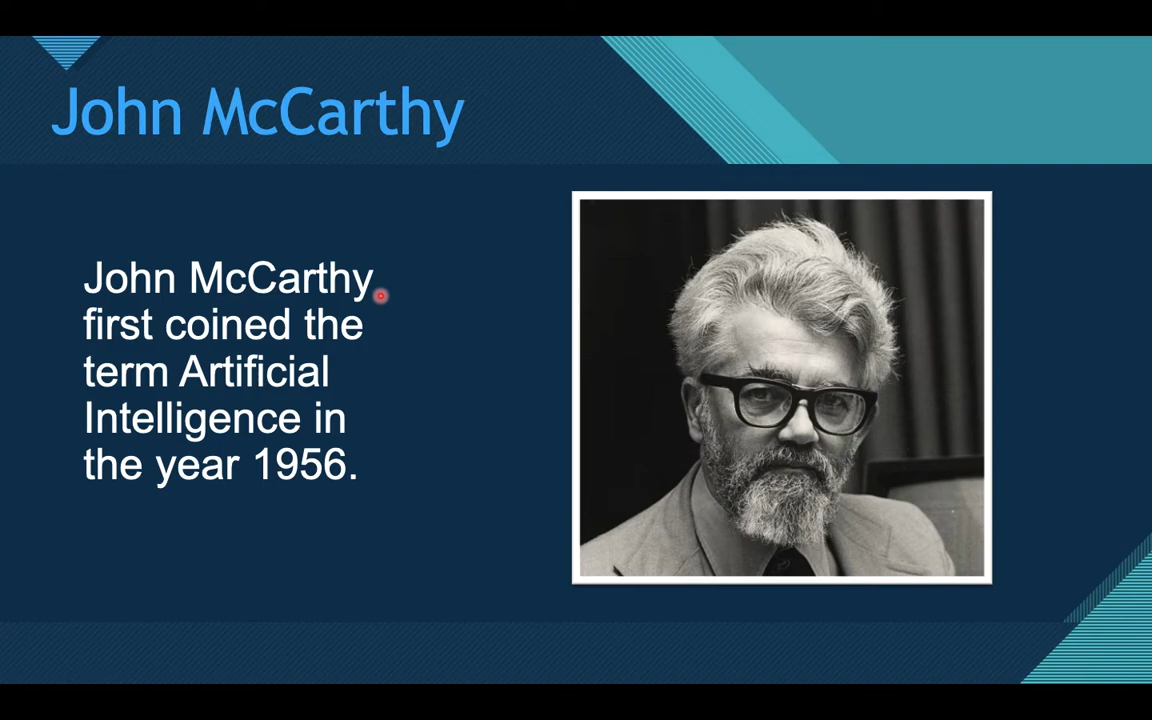 John McCarthy
John McCarthy
first coined the
term Artificial
Intelligence in
the year 1956.